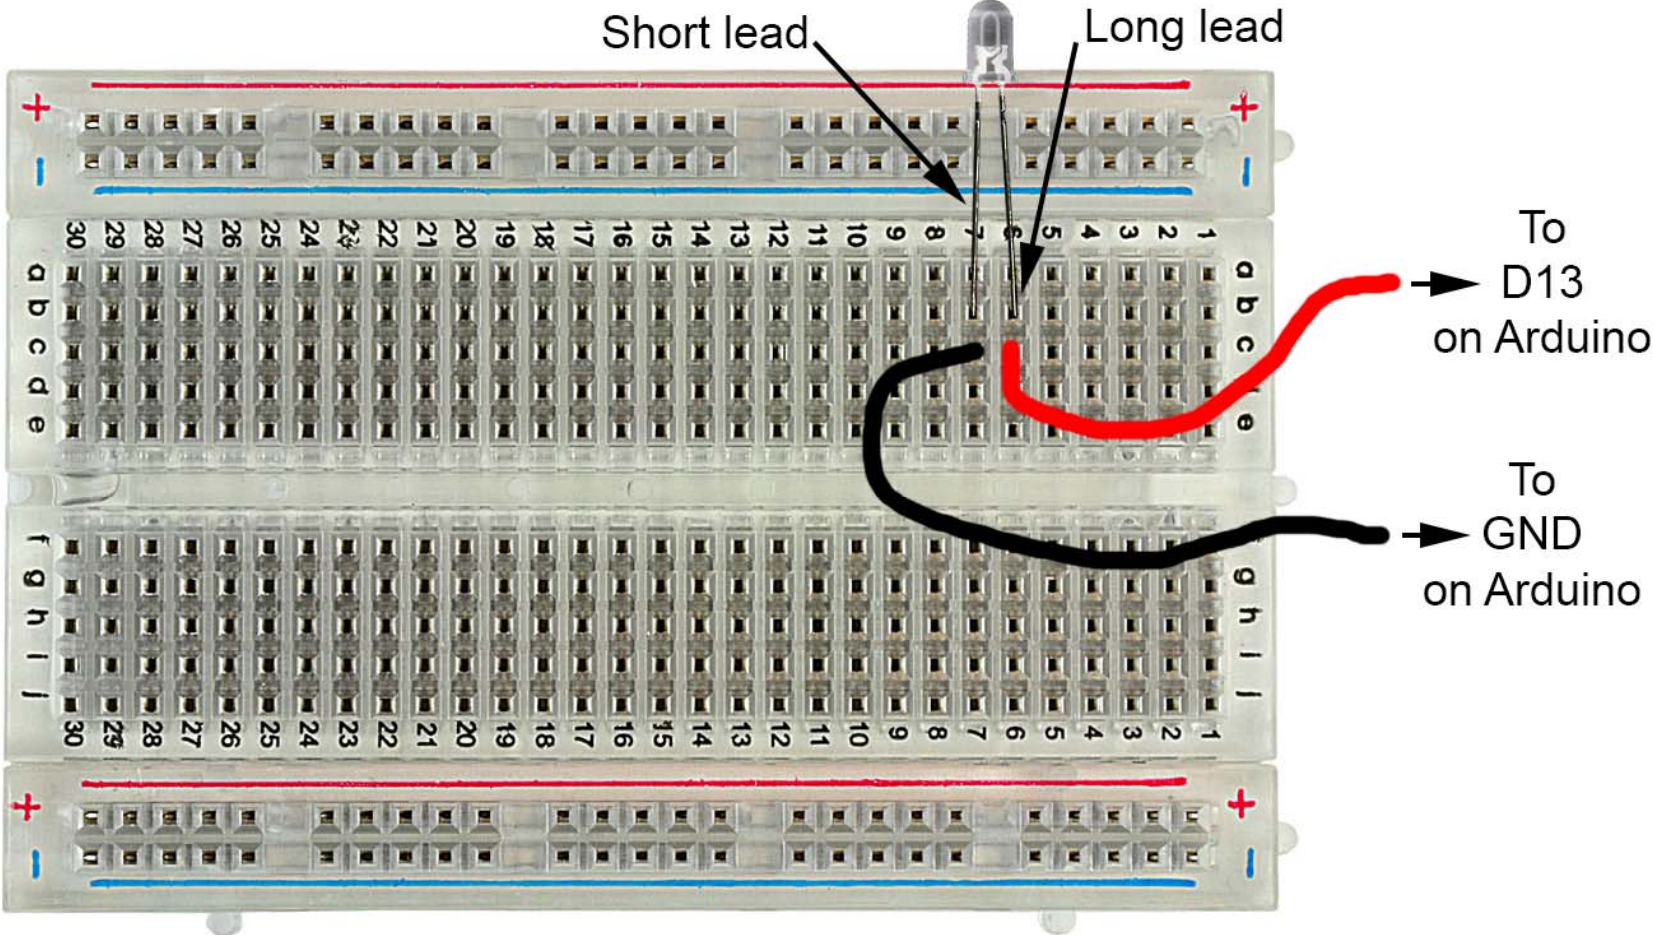 Short lead
Long lead
+ +
- -
30 29 28 27 26 25 24 23 22 21 20 19 18 17 16 15 14 13 12 11 10 9 8 7 6 5 4 3 2 1
a a
b b
c c
d
e e
To
D13
on Arduino
To
GND
on Arduino
f
g g
h h
i i
j j
30 29 28 27 26 25 24 23 22 21 20 19 18 17 16 15 14 13 12 11 10 9 8 7 6 5 4 3 2 1
+ +
- -